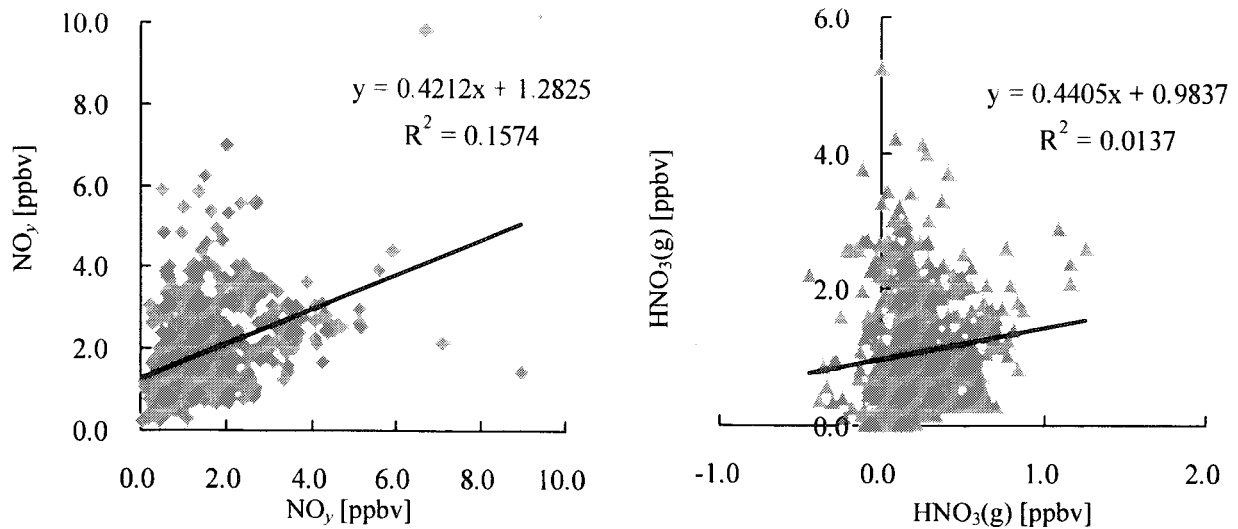 10.0
8.0
6.0
4.0
2.0
0.0
NOy [ppbv]
y = 0.4212x + 1.2825
R² = 0.1574
0.0 2.0 4.0 6.0 8.0 10.0
NOy [ppbv]
6.0
4.0
2.0
0.0
HNO₃(g) [ppbv]
y = 0.4405x + 0.9837
R² = 0.0137
-1.0 0.0 1.0 2.0
HNO₃(g) [ppbv]